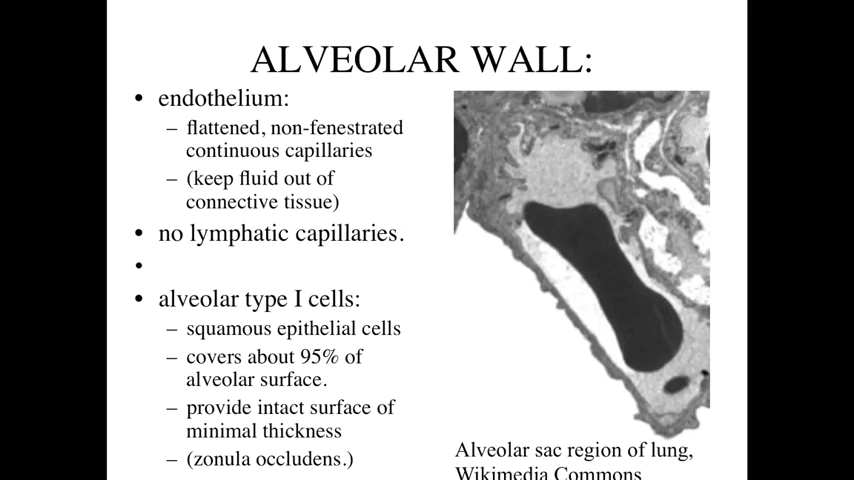 ALVEOLAR WALL:
• endothelium:
– flattened, non-fenestrated
continuous capillaries
– (keep fluid out of
connective tissue)
• no lymphatic capillaries.
•
• alveolar type I cells:
– squamous epithelial cells
– covers about 95% of
alveolar surface.
– provide intact surface of
minimal thickness
– (zonula occludens.)
Alveolar sac region of lung,
Wikimedia Commons